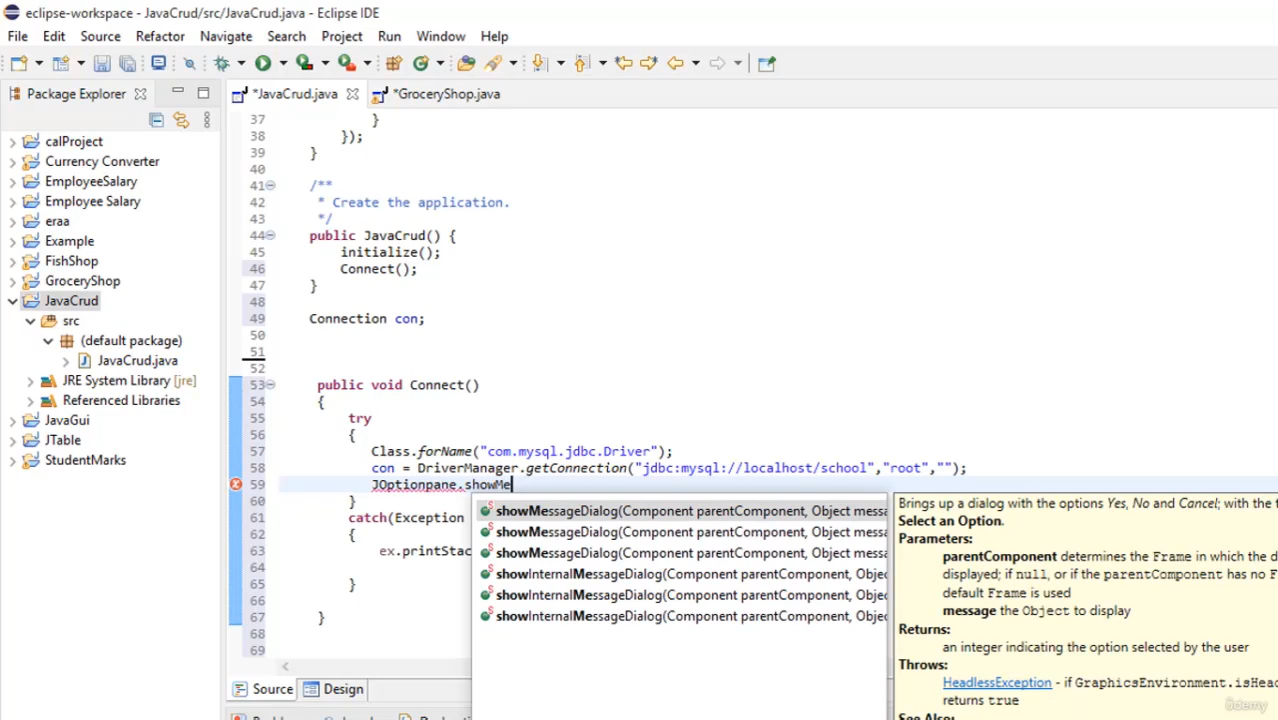 eclipse-workspace - JavaCrud/src/JavaCrud.java - Eclipse IDE
File Edit Source Refactor Navigate Search Project Run Window Help
Package Explorer
*JavaCrud.java
*GroceryShop.java
calProject
Currency Converter
EmployeeSalary
Employee Salary
eraa
Example
FishShop
GroceryShop
JavaCrud
src
(default package)
JavaCrud.java
JRE System Library [jre]
Referenced Libraries
JavaGui
JTable
StudentMarks
37 }
38 });
39 }
40
41 /**
42 * Create the application.
43 */
44 public JavaCrud() {
45 initialize();
46 Connect();
47 }
48
49 Connection con;
50
51
52
53 public void Connect()
54 {
55 try
56 {
57 Class.forName("com.mysql.jdbc.Driver");
58 con = DriverManager.getConnection("jdbc:mysql://localhost/school","root","");
59 JOptionpane.showMe
60 }
61 catch(Exception
62 {
63 ex.printStac
64
65 }
66
67 }
68
69
showMessageDialog(Component parentComponent, Object messa
showMessageDialog(Component parentComponent, Object messa
showMessageDialog(Component parentComponent, Object messa
showInternalMessageDialog(Component parentComponent, Objec
showInternalMessageDialog(Component parentComponent, Objec
showInternalMessageDialog(Component parentComponent, Objec
Brings up a dialog with the options Yes, No and Cancel; with the t
Select an Option.
Parameters:
parentComponent determines the Frame in which the d
displayed; if null, or if the parentComponent has no F
default Frame is used
message the Object to display
Returns:
an integer indicating the option selected by the user
Throws:
HeadlessException - if GraphicsEnvironment.isHead
returns true
See Also:
Source Design
ûdemy